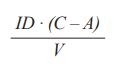 ID · (C – A)
V